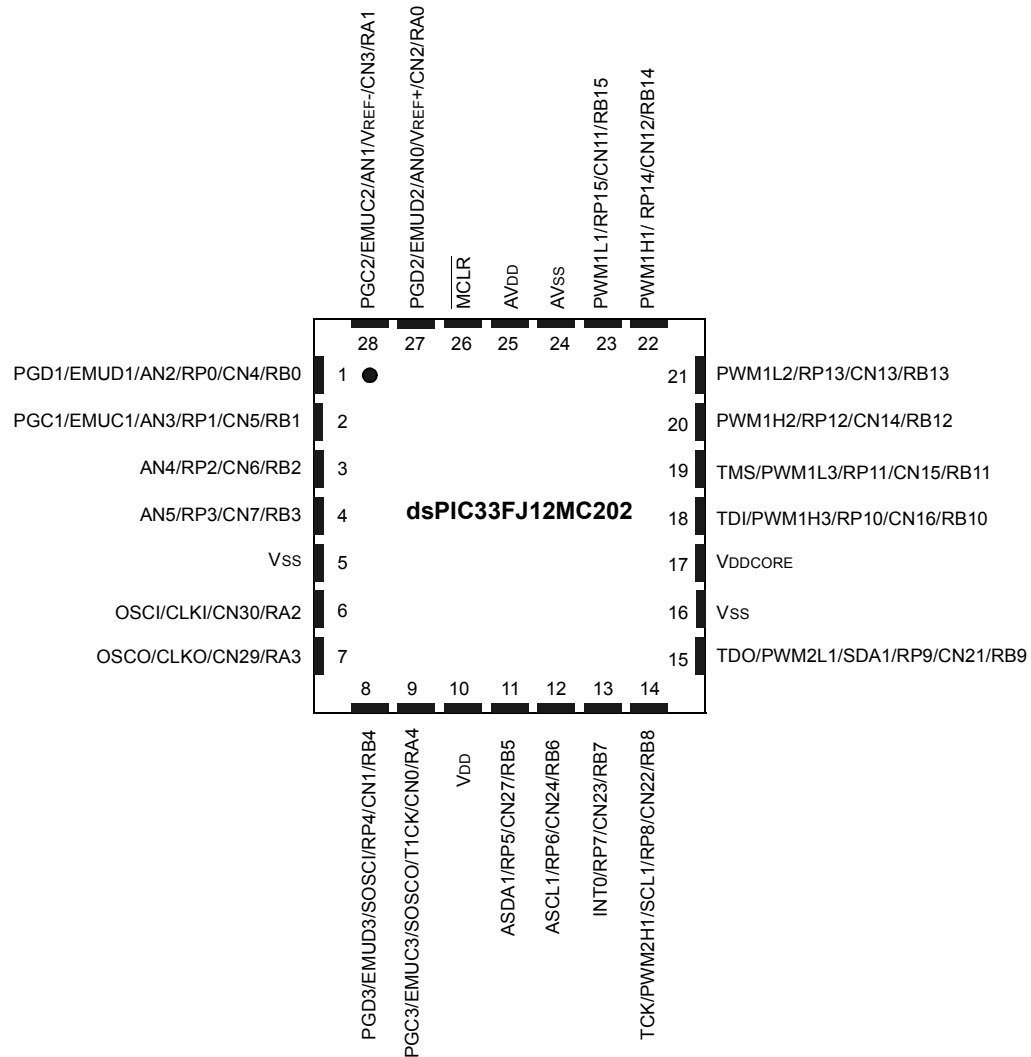 PGC2/EMUC2/AN1/VREF-/CN3/RA1
PGD2/EMUD2/AN0/VREF+/CN2/RA0
MCLR
AVDD
AVSS
PWM1L1/RP15/CN11/RB15
PWM1H1/ RP14/CN12/RB14
28 27 26 25 24 23 22
PGD1/EMUD1/AN2/RP0/CN4/RB0 1
PGC1/EMUC1/AN3/RP1/CN5/RB1 2
AN4/RP2/CN6/RB2 3
AN5/RP3/CN7/RB3 4
VSS 5
OSCI/CLKI/CN30/RA2 6
OSCO/CLKO/CN29/RA3 7
dsPIC33FJ12MC202
21 PWM1L2/RP13/CN13/RB13
20 PWM1H2/RP12/CN14/RB12
19 TMS/PWM1L3/RP11/CN15/RB11
18 TDI/PWM1H3/RP10/CN16/RB10
17 VDDCORE
16 VSS
15 TDO/PWM2L1/SDA1/RP9/CN21/RB9
8 9 10 11 12 13 14
PGD3/EMUD3/SOSCI/RP4/CN1/RB4
PGC3/EMUC3/SOSCO/T1CK/CN0/RA4
VDD
ASDA1/RP5/CN27/RB5
ASCL1/RP6/CN24/RB6
INT0/RP7/CN23/RB7
TCK/PWM2H1/SCL1/RP8/CN22/RB8